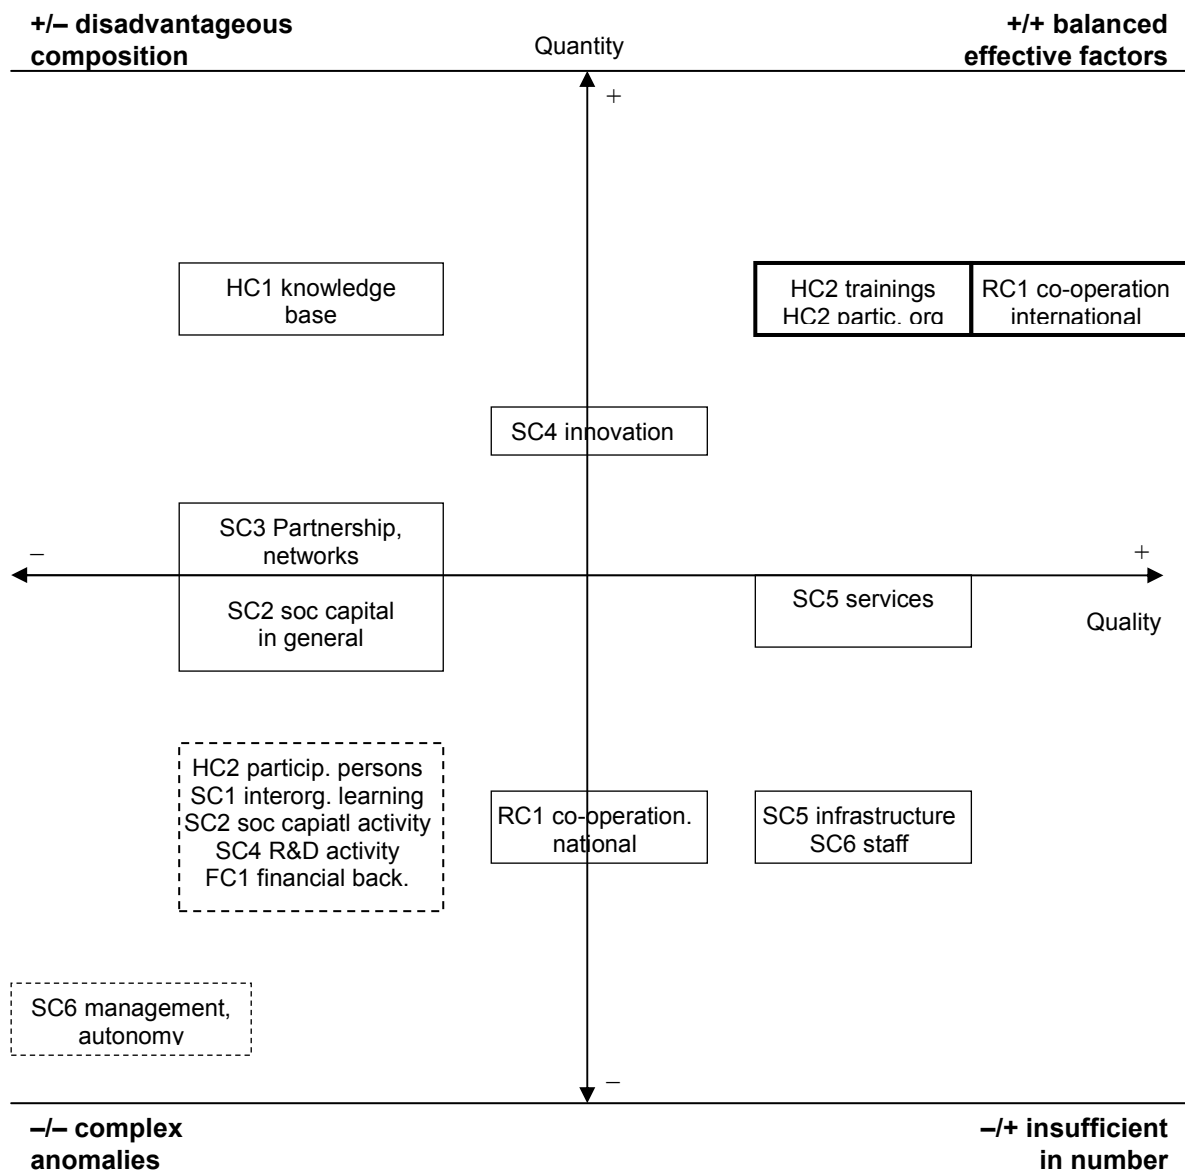 +/– disadvantageous
composition
Quantity
+/+ balanced
effective factors
+
HC1 knowledge
base
HC2 trainings
HC2 partic. org
RC1 co-operation
international
SC4 innovation
SC3 Partnership,
networks
–
+
SC2 soc capital
in general
SC5 services
Quality
HC2 particip. persons
SC1 interorg. learning
SC2 soc capiatl activity
SC4 R&D activity
FC1 financial back.
RC1 co-operation.
national
SC5 infrastructure
SC6 staff
SC6 management,
autonomy
–
–/– complex
anomalies
–/+ insufficient
in number